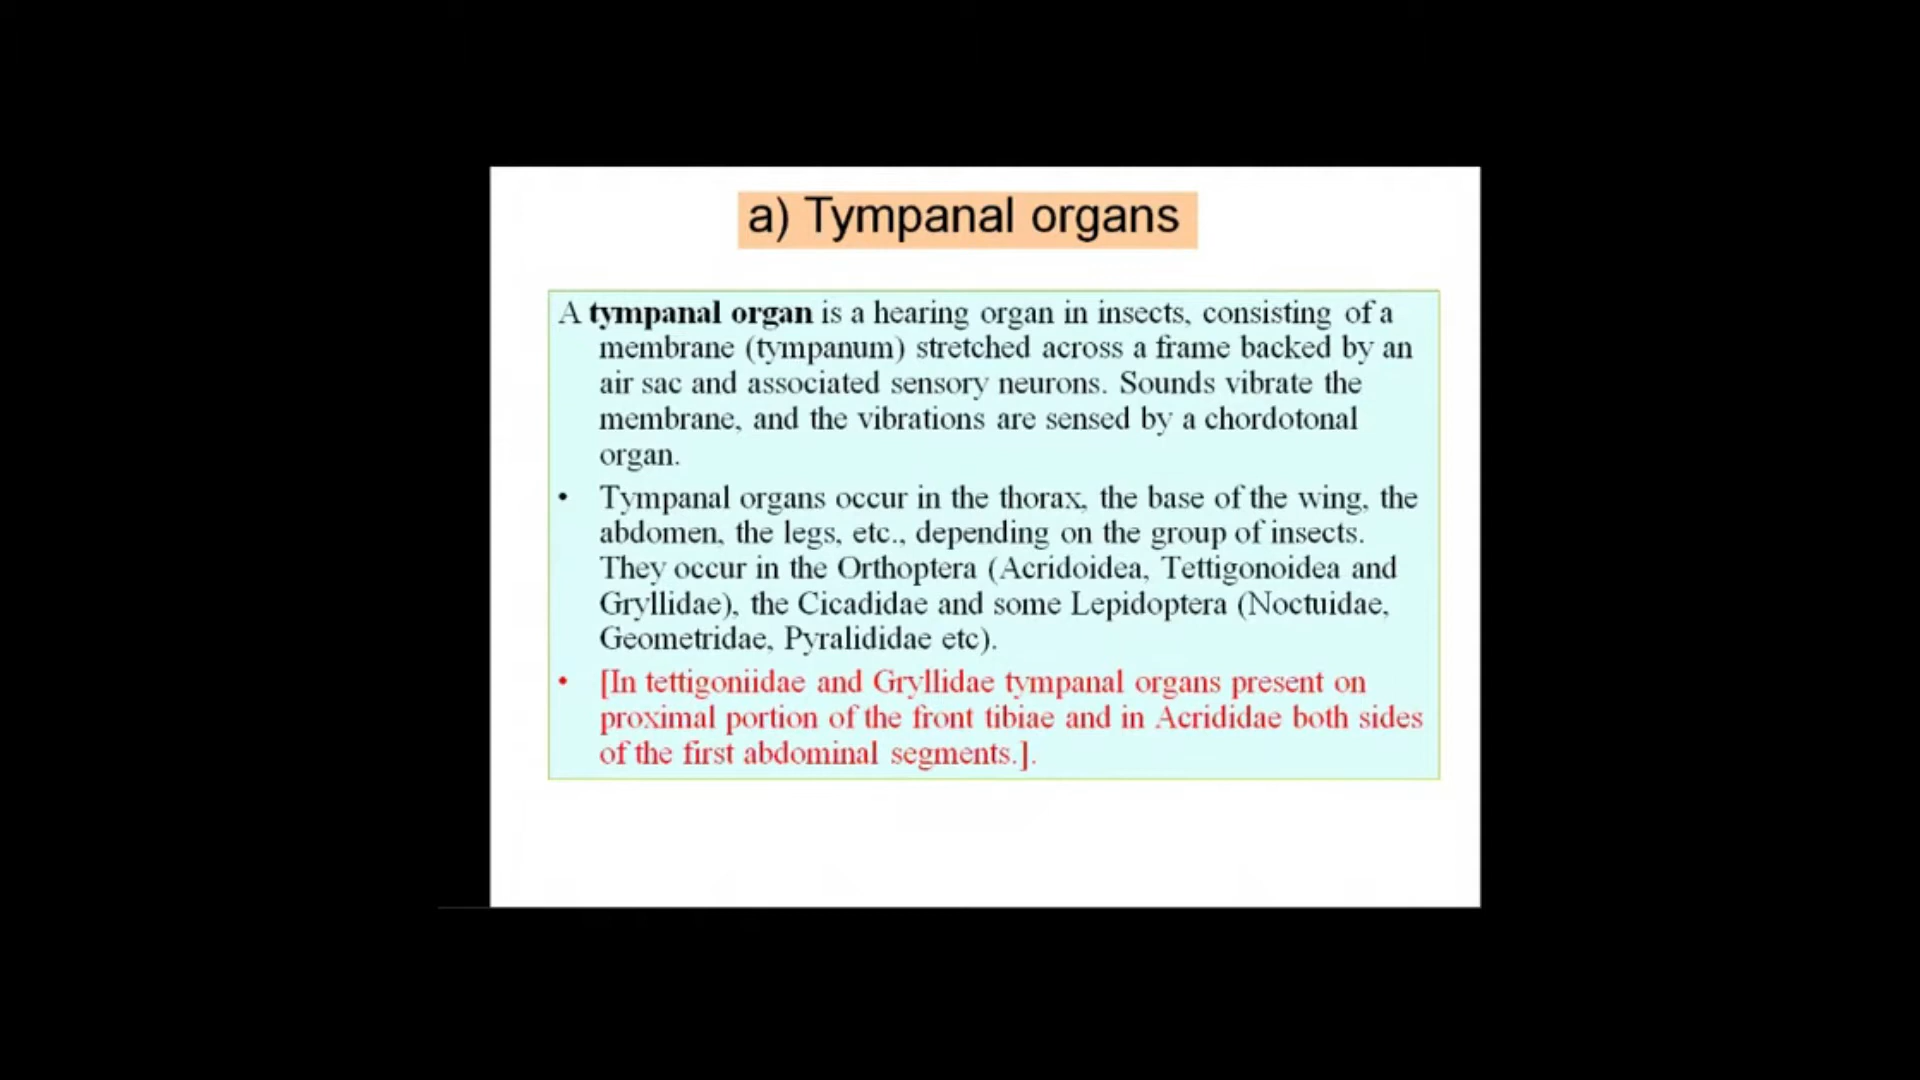 a) Tympanal organs
A tympanal organ is a hearing organ in insects, consisting of a
membrane (tympanum) stretched across a frame backed by an
air sac and associated sensory neurons. Sounds vibrate the
membrane, and the vibrations are sensed by a chordotonal
organ.
• Tympanal organs occur in the thorax, the base of the wing, the
abdomen, the legs, etc., depending on the group of insects.
They occur in the Orthoptera (Acridoidea, Tettigonoidea and
Gryllidae), the Cicadidae and some Lepidoptera (Noctuidae,
Geometridae, Pyralididae etc).
• [In tettigoniidae and Gryllidae tympanal organs present on
proximal portion of the front tibiae and in Acrididae both sides
of the first abdominal segments.].